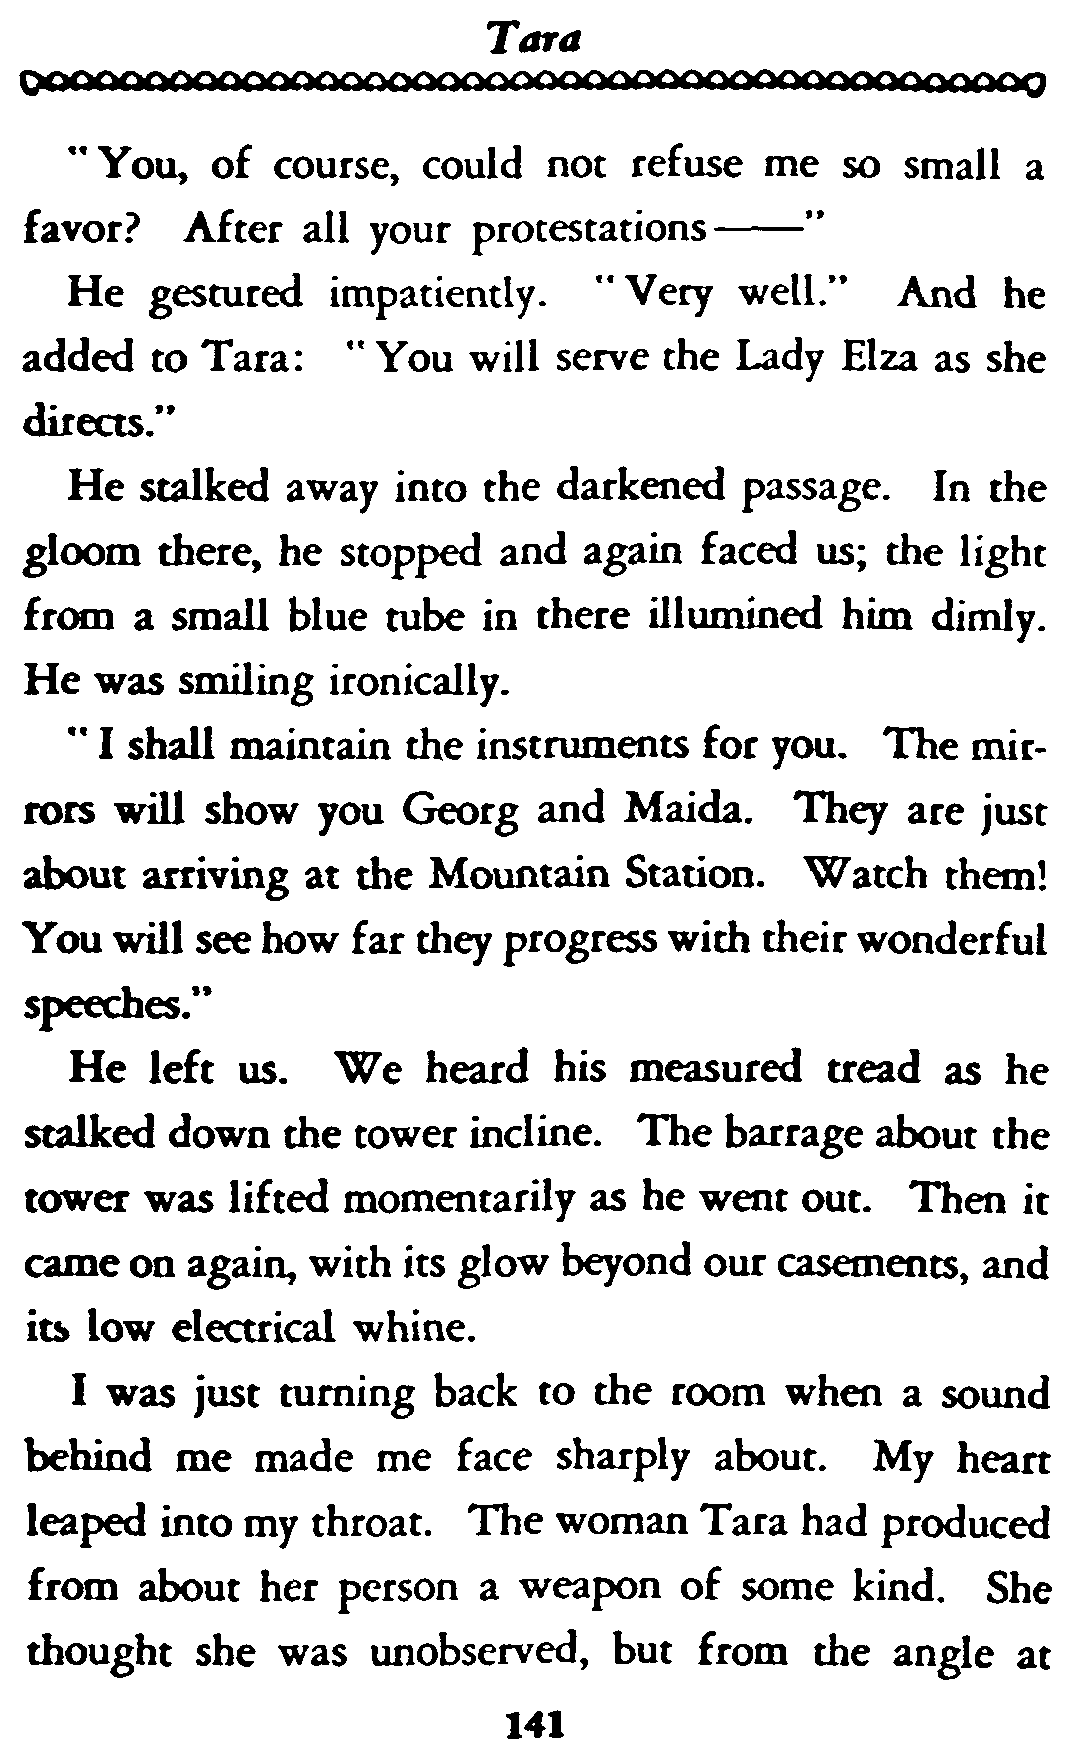 Tara
" You, of course, could not refuse me so small a
favor? After all your protestations——"
He gestured impatiently. " Very well." And he
added to Tara: " You will serve the Lady Elza as she
directs."
He stalked away into the darkened passage. In the
gloom there, he stopped and again faced us; the light
from a small blue tube in there illumined him dimly.
He was smiling ironically.
" I shall maintain the instruments for you. The mir-
rors will show you Georg and Maida. They are just
about arriving at the Mountain Station. Watch them!
You will see how far they progress with their wonderful
speeches."
He left us. We heard his measured tread as he
stalked down the tower incline. The barrage about the
tower was lifted momentarily as he went out. Then it
came on again, with its glow beyond our casements, and
its low electrical whine.
I was just turning back to the room when a sound
behind me made me face sharply about. My heart
leaped into my throat. The woman Tara had produced
from about her person a weapon of some kind. She
thought she was unobserved, but from the angle at
141